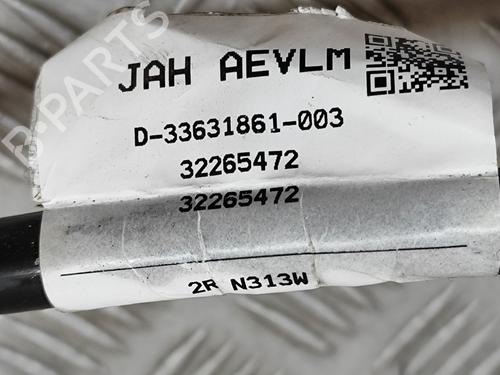 JAH AEVLM
D-33631861-003
32265472
32265472
2R N313W
B-PARTS